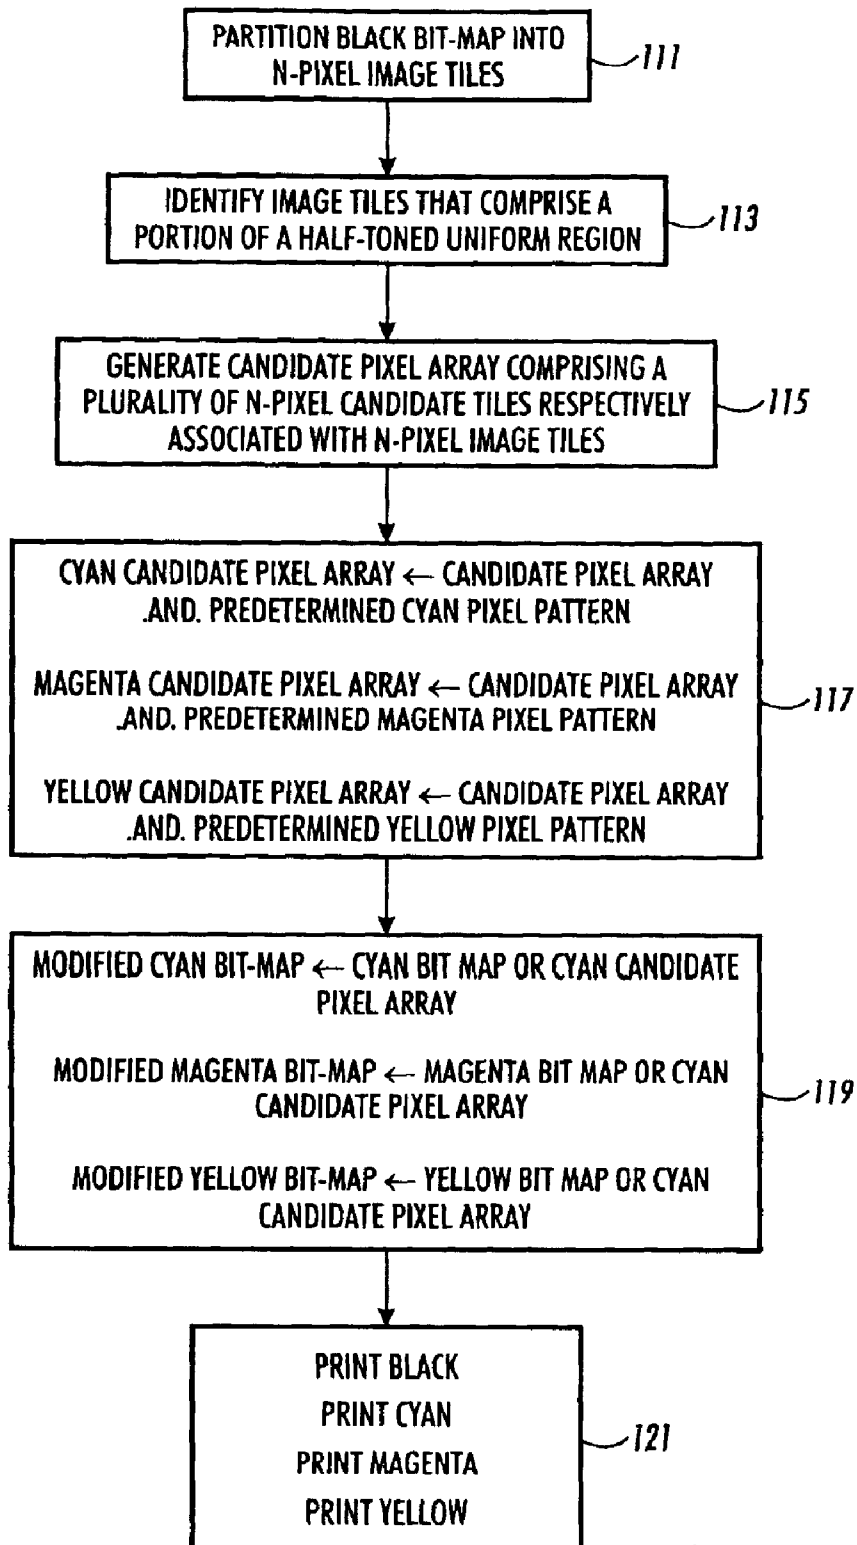 PARTITION BLACK BIT-MAP INTO
N-PIXEL IMAGE TILES
111
IDENTIFY IMAGE TILES THAT COMPRISE A
PORTION OF A HALF-TONED UNIFORM REGION
113
GENERATE CANDIDATE PIXEL ARRAY COMPRISING A
PLURALITY OF N-PIXEL CANDIDATE TILES RESPECTIVELY
ASSOCIATED WITH N-PIXEL IMAGE TILES
115
CYAN CANDIDATE PIXEL ARRAY ← CANDIDATE PIXEL ARRAY
.AND. PREDETERMINED CYAN PIXEL PATTERN
MAGENTA CANDIDATE PIXEL ARRAY ← CANDIDATE PIXEL ARRAY
.AND. PREDETERMINED MAGENTA PIXEL PATTERN
YELLOW CANDIDATE PIXEL ARRAY ← CANDIDATE PIXEL ARRAY
.AND. PREDETERMINED YELLOW PIXEL PATTERN
117
MODIFIED CYAN BIT-MAP ← CYAN BIT MAP OR CYAN CANDIDATE
PIXEL ARRAY
MODIFIED MAGENTA BIT-MAP ← MAGENTA BIT MAP OR CYAN
CANDIDATE PIXEL ARRAY
MODIFIED YELLOW BIT-MAP ← YELLOW BIT MAP OR CYAN
CANDIDATE PIXEL ARRAY
119
PRINT BLACK
PRINT CYAN
PRINT MAGENTA
PRINT YELLOW
121